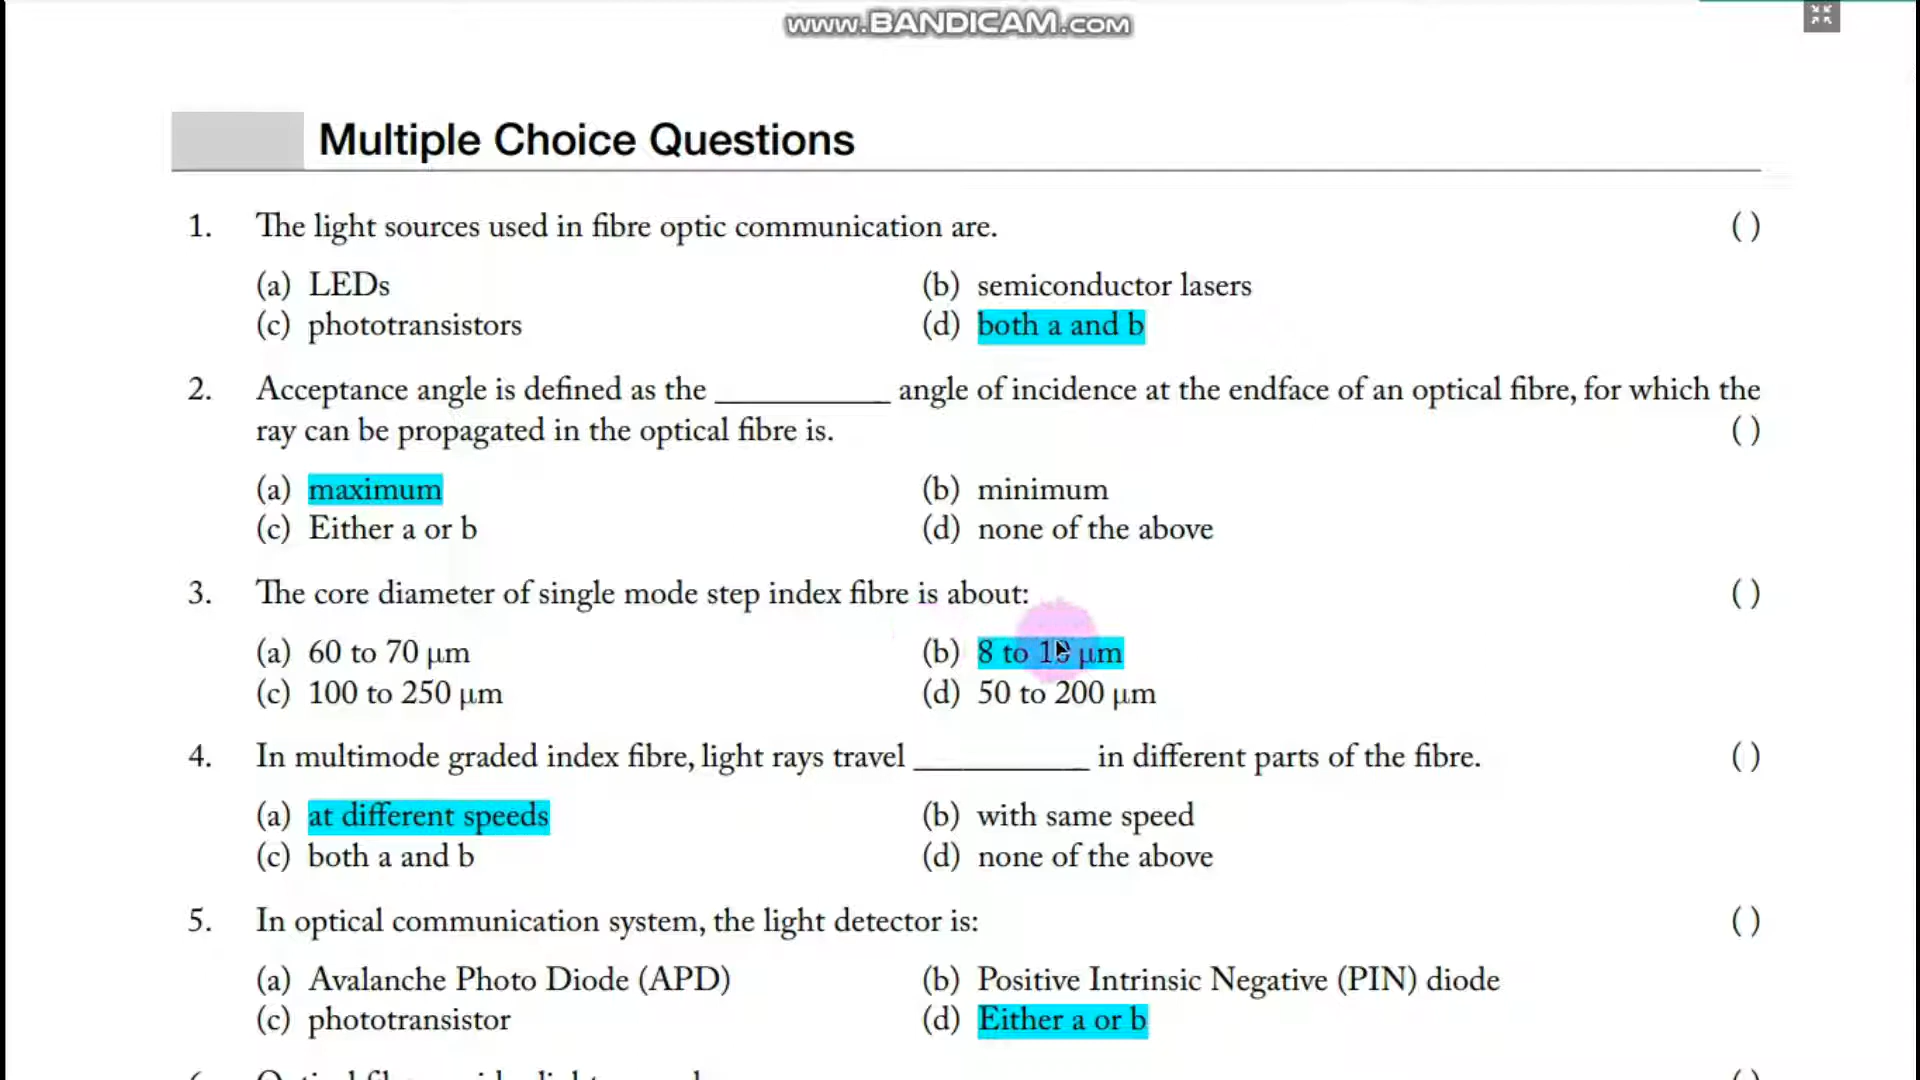 www.BANDICAM.com
Multiple Choice Questions
1. The light sources used in fibre optic communication are. ( )
(a) LEDs (b) semiconductor lasers
(c) phototransistors (d) both a and b
2. Acceptance angle is defined as the __________ angle of incidence at the endface of an optical fibre, for which the
ray can be propagated in the optical fibre is. ( )
(a) maximum (b) minimum
(c) Either a or b (d) none of the above
3. The core diameter of single mode step index fibre is about: ( )
(a) 60 to 70 μm (b) 8 to μm
(c) 100 to 250 μm (d) 50 to 200 μm
4. In multimode graded index fibre, light rays travel __________ in different parts of the fibre. ( )
(a) at different speeds (b) with same speed
(c) both a and b (d) none of the above
5. In optical communication system, the light detector is: ( )
(a) Avalanche Photo Diode (APD) (b) Positive Intrinsic Negative (PIN) diode
(c) phototransistor (d) Either a or b